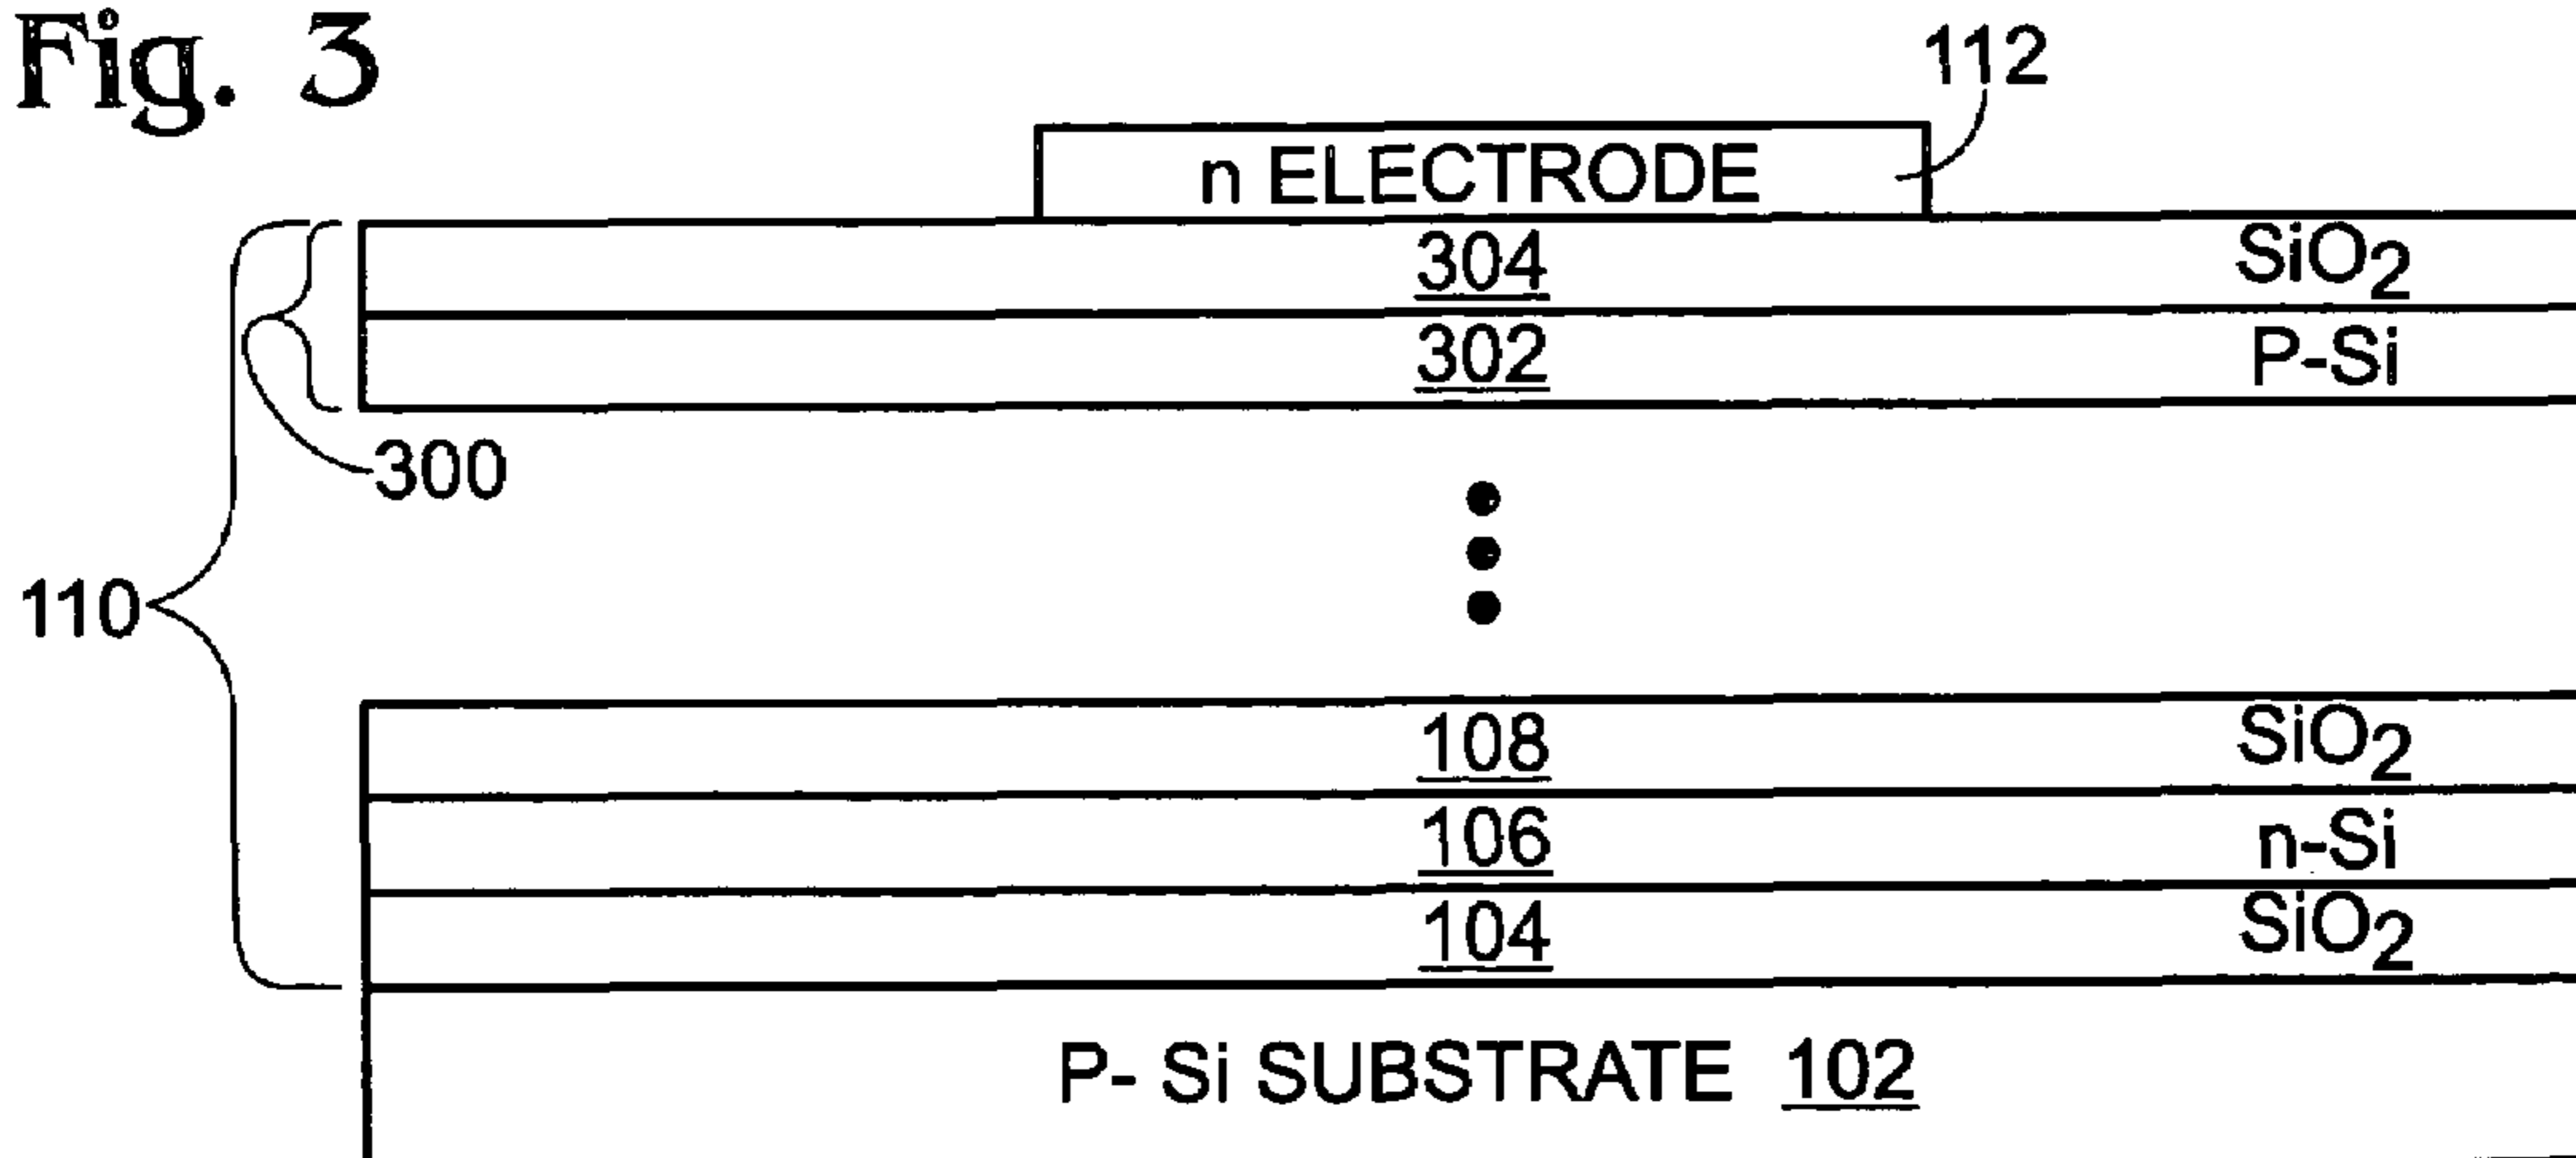 Fig. 3
112
n ELECTRODE
304 SiO2
302 P-Si
300
110
108 SiO2
106 n-Si
104 SiO2
P- Si SUBSTRATE 102